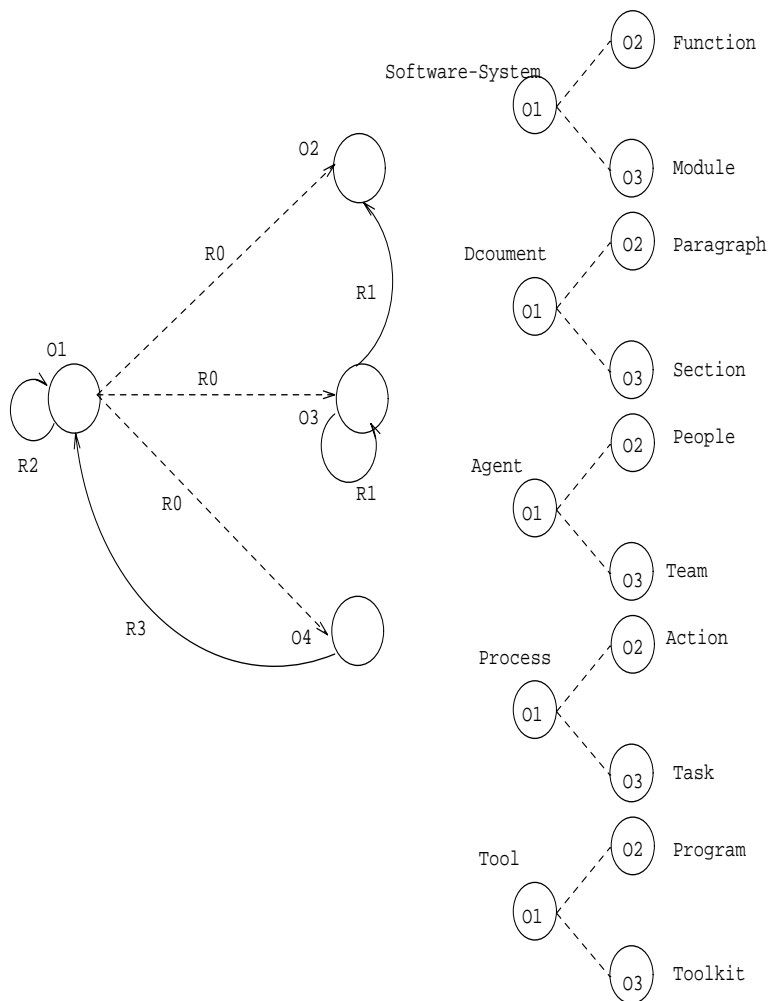 O2
R0
R1
O1
R0
O3
R2
R1
R0
R3
O4
Software-System
O1
O2 Function
O3 Module
Dcoument
O1
O2 Paragraph
O3 Section
Agent
O1
O2 People
O3 Team
Process
O1
O2 Action
O3 Task
Tool
O1
O2 Program
O3 Toolkit